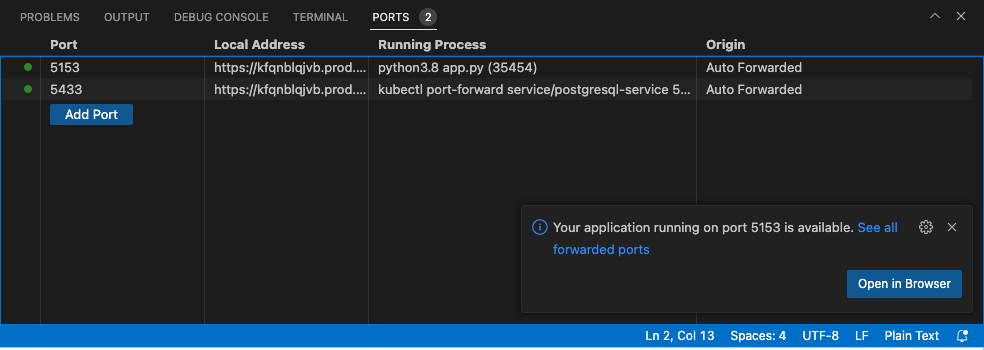 PROBLEMS OUTPUT DEBUG CONSOLE TERMINAL PORTS 2
Port Local Address Running Process Origin
5153 https://kfqnblqjvb.prod.... python3.8 app.py (35454) Auto Forwarded
5433 https://kfqnblqjvb.prod.... kubectl port-forward service/postgresql-service 5... Auto Forwarded
Add Port
Your application running on port 5153 is available. See all
forwarded ports
Open in Browser
Ln 2, Col 13 Spaces: 4 UTF-8 LF Plain Text